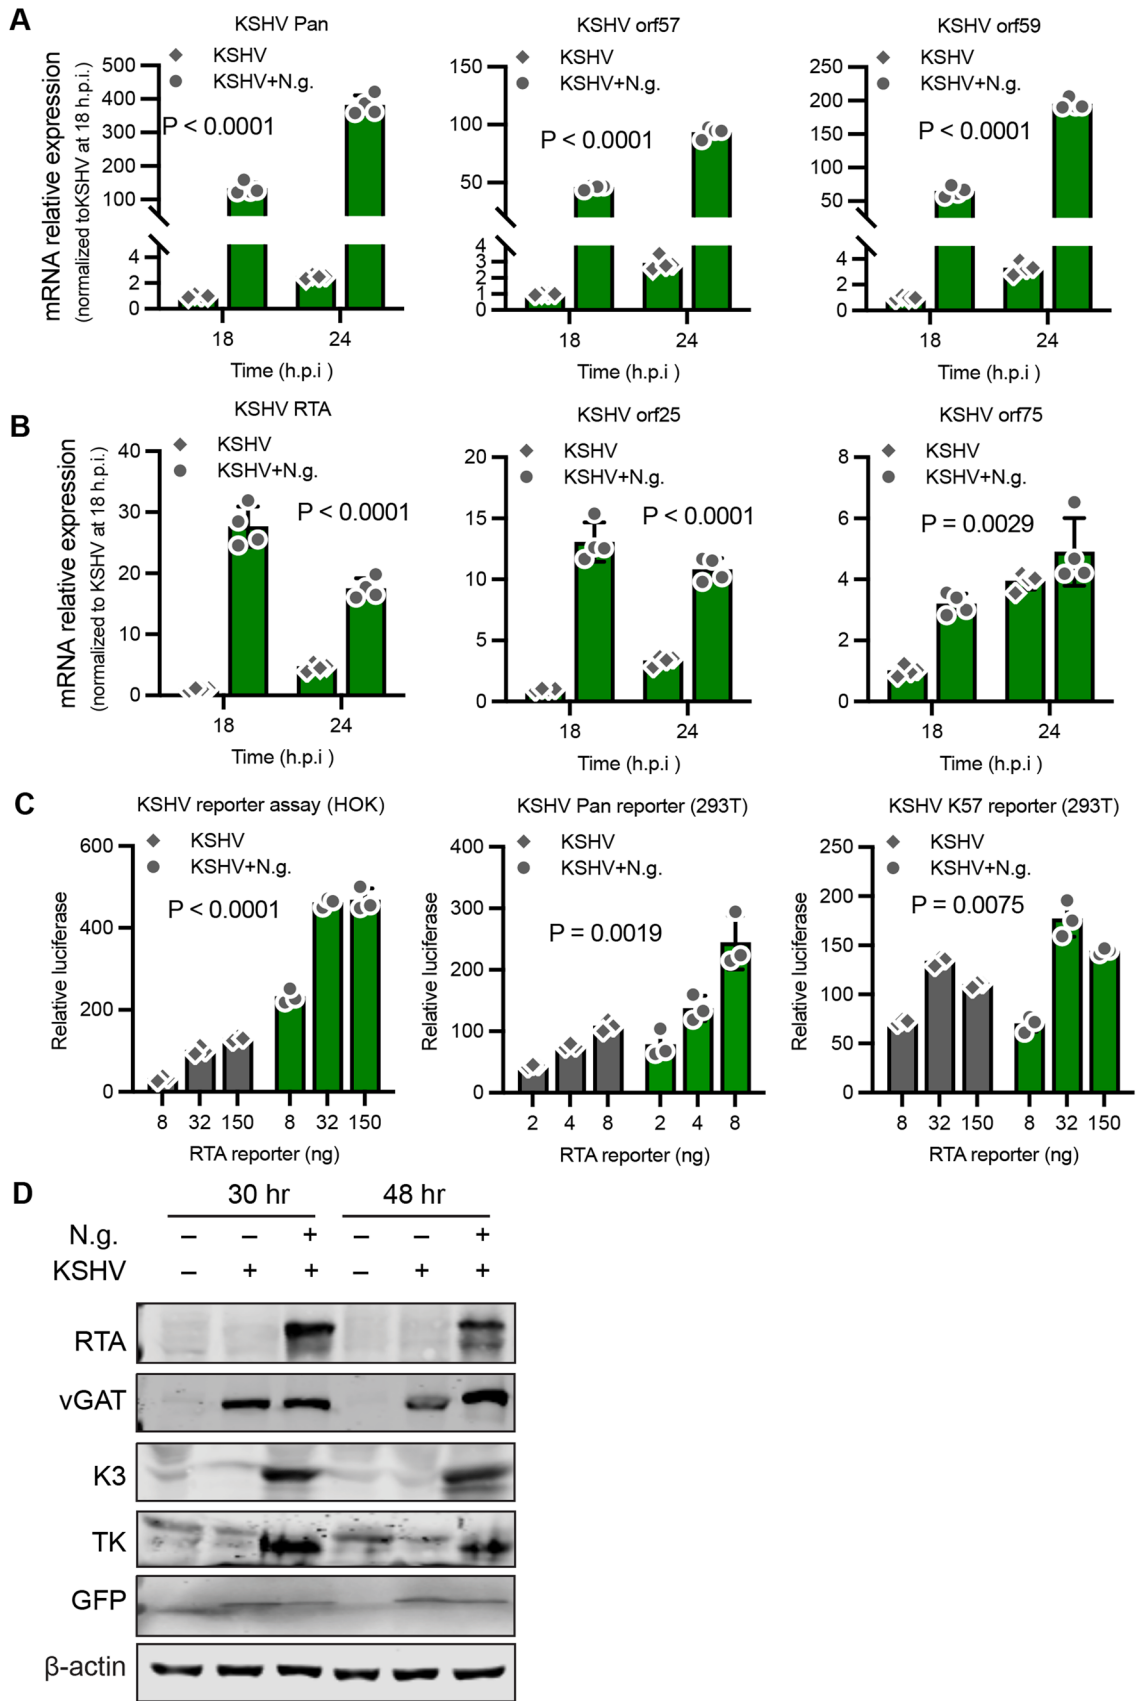 A
KSHV Pan
KSHV
KSHV+N.g.
P < 0.0001
mRNA relative expression
(normalized toKSHV at 18 h.p.i.)
500
400
300
200
100
4
2
0
18
24
Time (h.p.i )
KSHV orf57
KSHV
KSHV+N.g.
P < 0.0001
150
100
50
4
3
2
1
0
18
24
Time (h.p.i )
KSHV orf59
KSHV
KSHV+N.g.
P < 0.0001
250
200
150
100
50
4
2
0
18
24
Time (h.p.i )
B
KSHV RTA
KSHV
KSHV+N.g.
P < 0.0001
mRNA relative expression
(normalized to KSHV at 18 h.p.i.)
40
30
20
10
0
18
24
Time (h.p.i )
KSHV orf25
KSHV
KSHV+N.g.
P < 0.0001
20
15
10
5
0
18
24
Time (h.p.i )
KSHV orf75
KSHV
KSHV+N.g.
P = 0.0029
8
6
4
2
0
18
24
Time (h.p.i )
C
KSHV reporter assay (HOK)
KSHV
KSHV+N.g.
P < 0.0001
Relative luciferase
600
400
200
0
8 32 150 8 32 150
RTA reporter (ng)
KSHV Pan reporter (293T)
KSHV
KSHV+N.g.
P = 0.0019
Relative luciferase
400
300
200
100
0
2 4 8 2 4 8
RTA reporter (ng)
KSHV K57 reporter (293T)
KSHV
KSHV+N.g.
P = 0.0075
Relative luciferase
250
200
150
100
50
0
8 32 150 8 32 150
RTA reporter (ng)
D
30 hr 48 hr
N.g. – – + – – +
KSHV – + + – + +
RTA
vGAT
K3
TK
GFP
β-actin